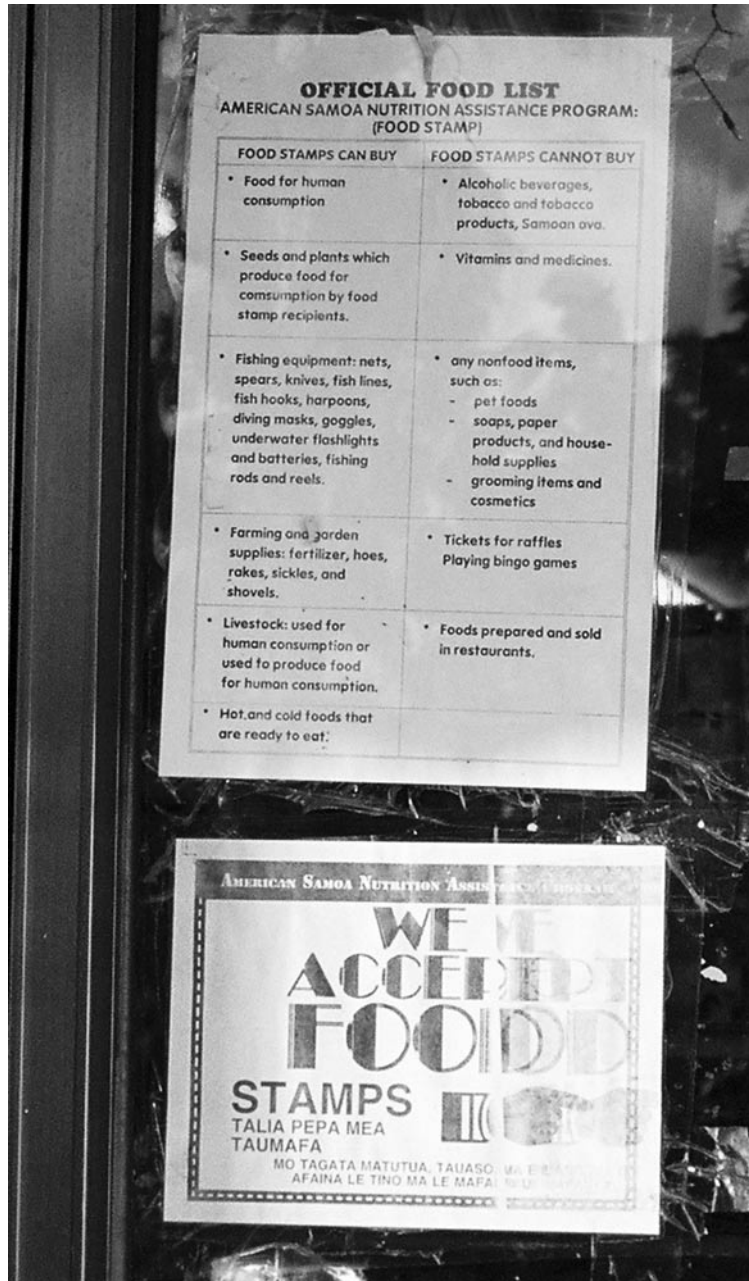 OFFICIAL FOOD LIST
AMERICAN SAMOA NUTRITION ASSISTANCE PROGRAM:
(FOOD STAMP)
FOOD STAMPS CAN BUY
• Food for human
consumption
• Seeds and plants which
produce food for
comsumption by food
stamp recipients.
• Fishing equipment: nets,
spears, knives, fish lines,
fish hooks, harpoons,
diving masks, goggles,
underwater flashlights
and batteries, fishing
rods and reels.
• Farming and garden
supplies: fertilizer, hoes,
rakes, sickles, and
shovels.
• Livestock: used for
human consumption or
used to produce food
for human consumption.
• Hot and cold foods that
are ready to eat.
FOOD STAMPS CANNOT BUY
• Alcoholic beverages,
tobacco and tobacco
products, Samoan ava.
• Vitamins and medicines.
• any nonfood items,
such as:
- pet foods
- soaps, paper
products, and house-
hold supplies
- grooming items and
cosmetics
• Tickets for raffles
Playing bingo games
• Foods prepared and sold
in restaurants.
AMERICAN SAMOA NUTRITION
WE
ACCEPT
FOOD
STAMPS
TALIA PEPA MEA
TAUMAFA
MO TAGATA MATUTUA, TAUASO,
AFAINA LE TINO MA LE